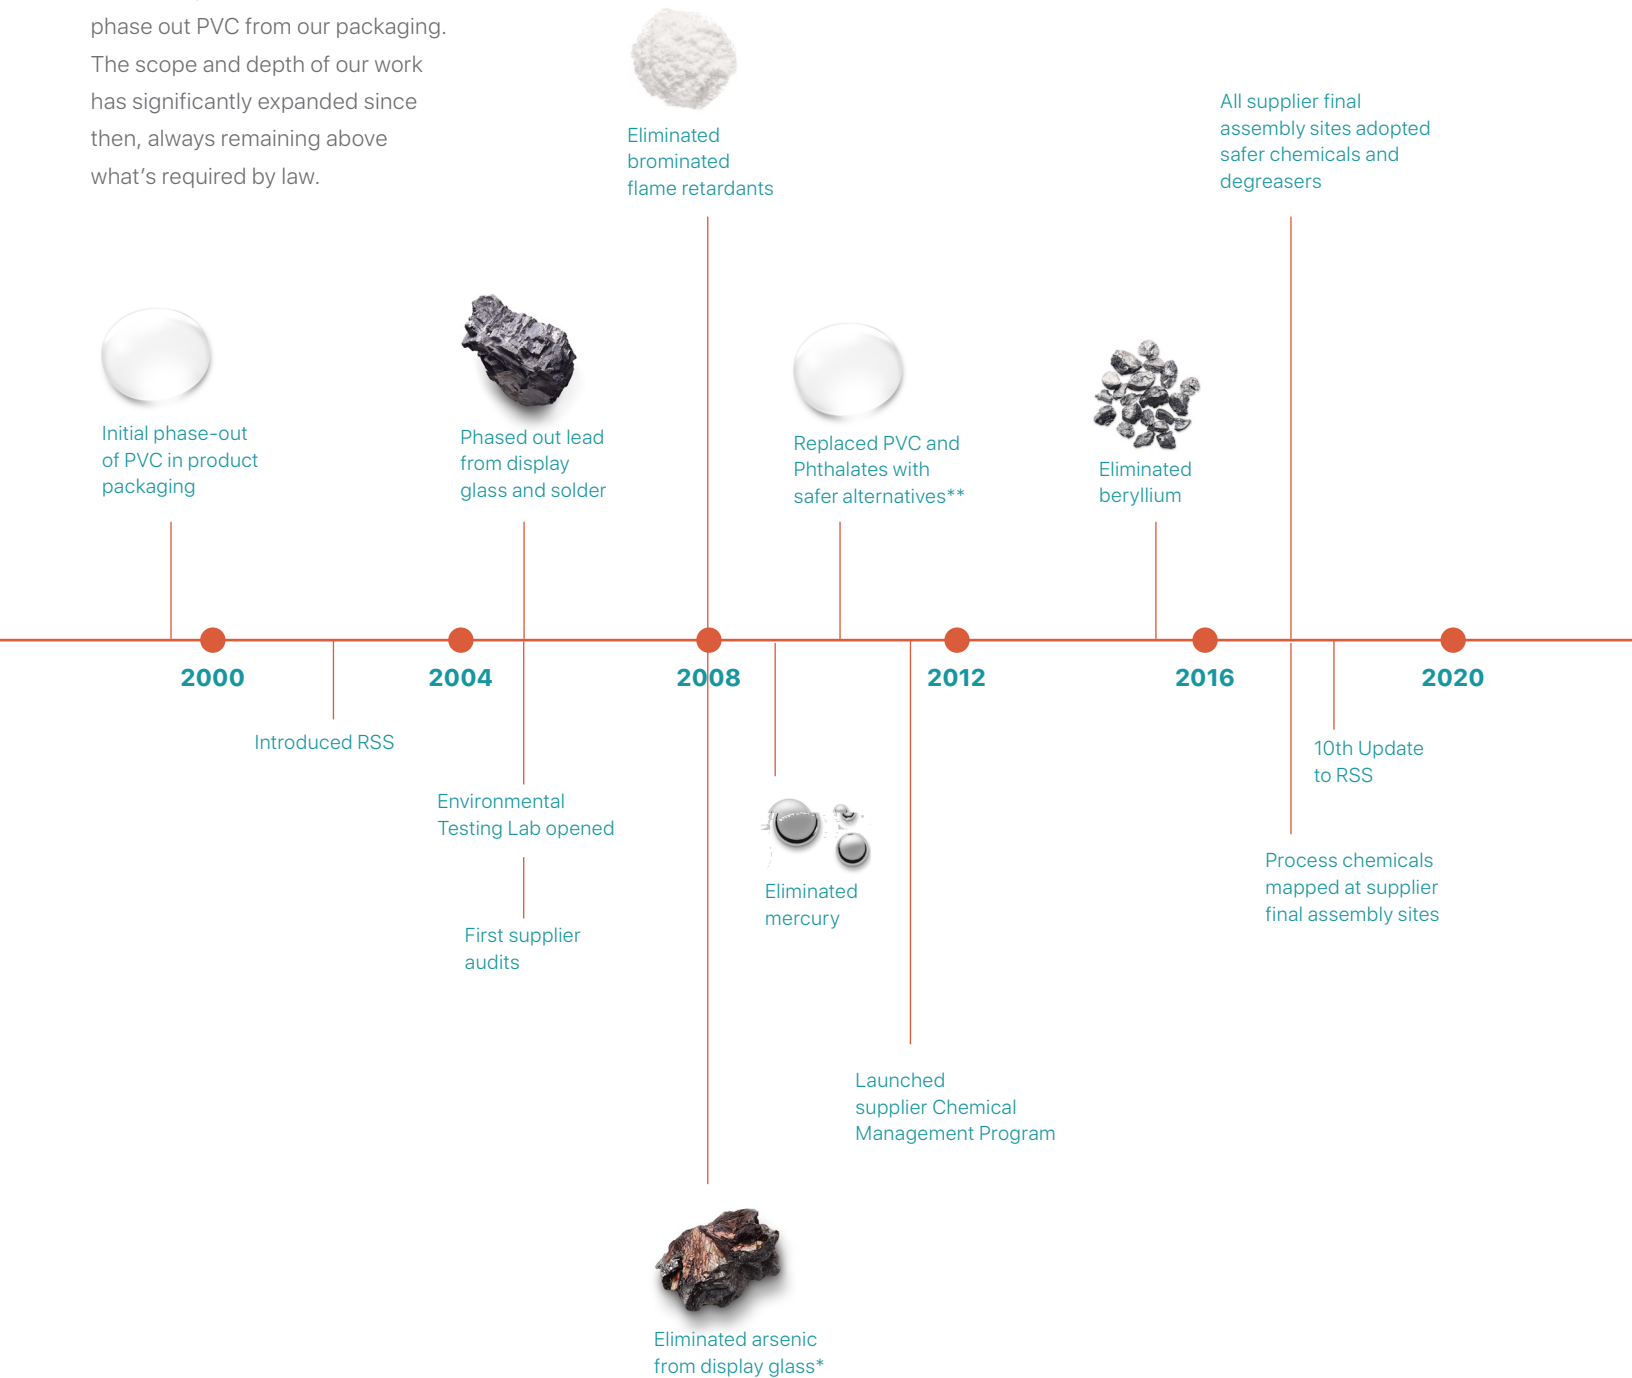 phase out PVC from our packaging.
The scope and depth of our work
has significantly expanded since
then, always remaining above
what's required by law.
Eliminated
brominated
flame retardants
All supplier final
assembly sites adopted
safer chemicals and
degreasers
Initial phase-out
of PVC in product
packaging
Phased out lead
from display
glass and solder
Replaced PVC and
Phthalates with
safer alternatives**
Eliminated
beryllium
2000
2004
2008
2012
2016
2020
Introduced RSS
Environmental
Testing Lab opened
First supplier
audits
Eliminated
mercury
10th Update
to RSS
Process chemicals
mapped at supplier
final assembly sites
Launched
supplier Chemical
Management Program
Eliminated arsenic
from display glass*